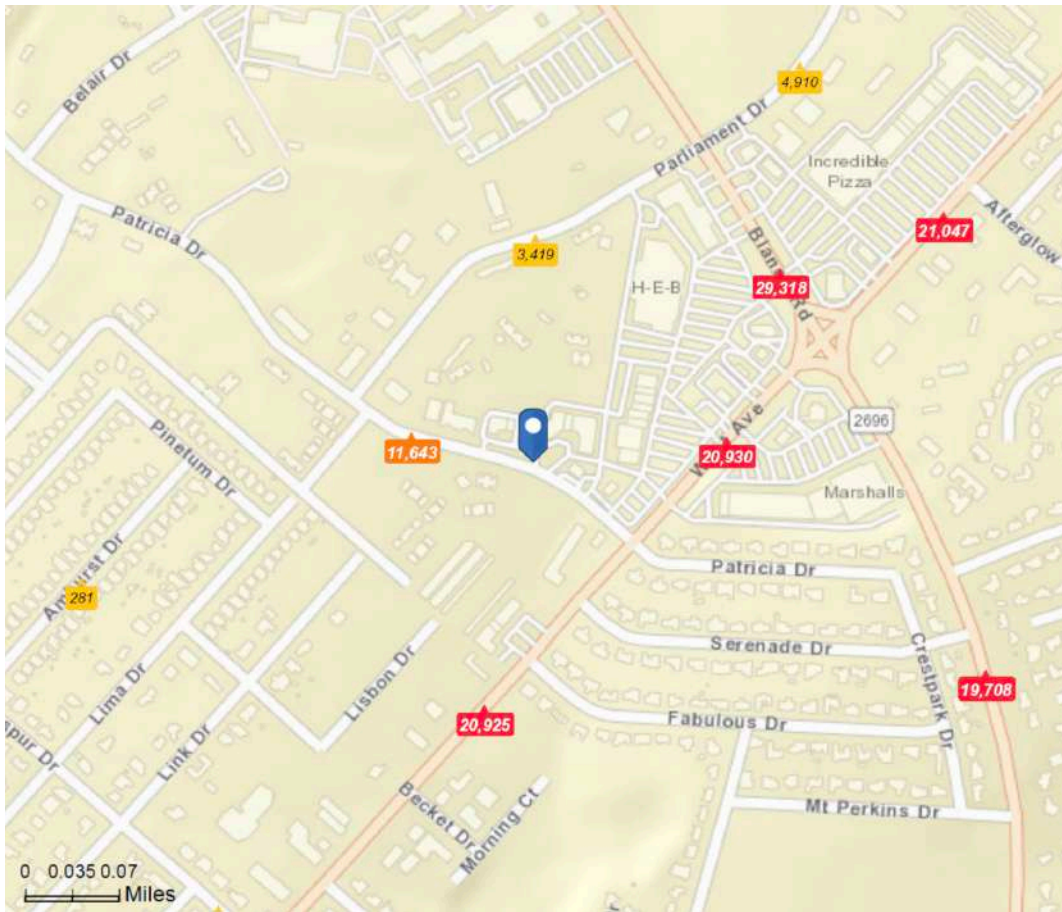 Belair Dr
4,910
Parliament Dr
Incredible
Pizza
Patricia Dr
3,419
21,047
Afterglow
H-E-B
29,318
Rd
2696
Ave
11,643
20,930
Pinetum Dr
Marshalls
Patricia Dr
281
Serenade Dr
Crestpark Dr
Lima Dr
Lisbon Dr
19,708
Link Dr
20,925
Fabulous Dr
Dr
Becket Dr
Morning Ct
Mt Perkins Dr
0 0.035 0.07
Miles